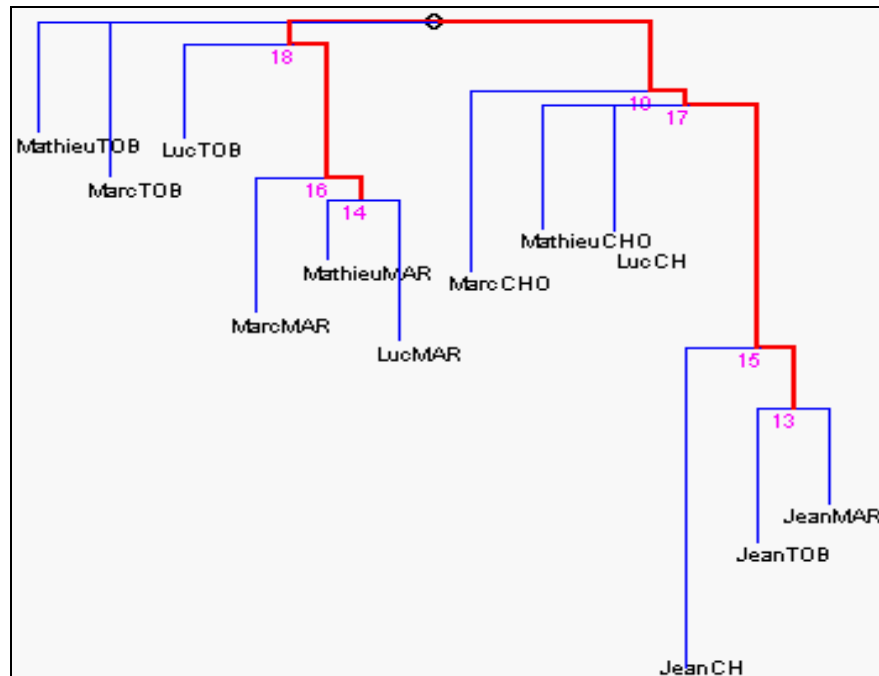 18
10
17
MathieuTOB
LucTOB
MarcTOB
16
14
MathieuCHO
LucCH
MathieuMAR
MarcCHO
MarcMAR
LucMAR
15
13
JeanMAR
JeanTOB
JeanCH